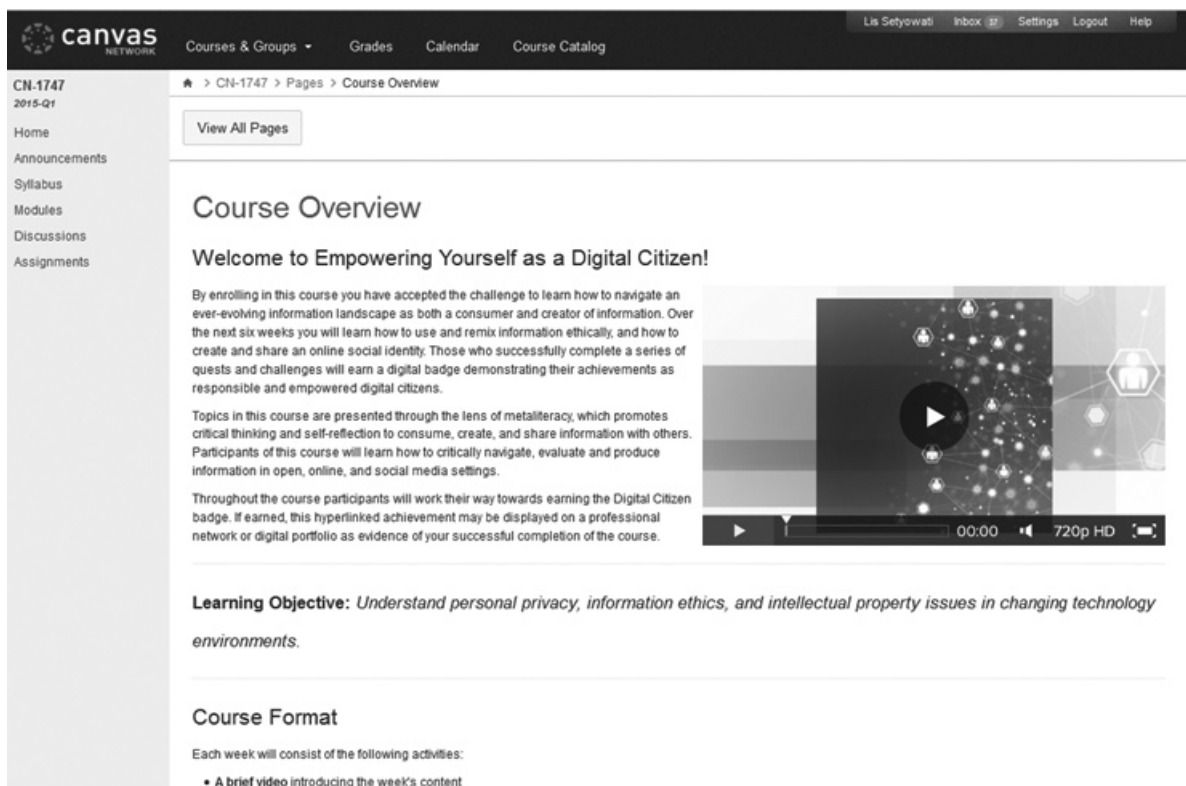 canvas
NETWORK
Courses & Groups
Grades
Calendar
Course Catalog
Lis Setyowati
Inbox
Settings
Logout
Help
CN-1747
2015-Q1
Home
Announcements
Syllabus
Modules
Discussions
Assignments
> CN-1747 > Pages > Course Overview
View All Pages
Course Overview
Welcome to Empowering Yourself as a Digital Citizen!
By enrolling in this course you have accepted the challenge to learn how to navigate an
ever-evolving information landscape as both a consumer and creator of information. Over
the next six weeks you will learn how to use and remix information ethically, and how to
create and share an online social identity. Those who successfully complete a series of
quests and challenges will earn a digital badge demonstrating their achievements as
responsible and empowered digital citizens.
Topics in this course are presented through the lens of metaliteracy, which promotes
critical thinking and self-reflection to consume, create, and share information with others.
Participants of this course will learn how to critically navigate, evaluate and produce
information in open, online, and social media settings.
Throughout the course participants will work their way towards earning the Digital Citizen
badge. If earned, this hyperlinked achievement may be displayed on a professional
network or digital portfolio as evidence of your successful completion of the course.
00:00
720p HD
Learning Objective: Understand personal privacy, information ethics, and intellectual property issues in changing technology
environments.
Course Format
Each week will consist of the following activities:
• A brief video introducing the week's content